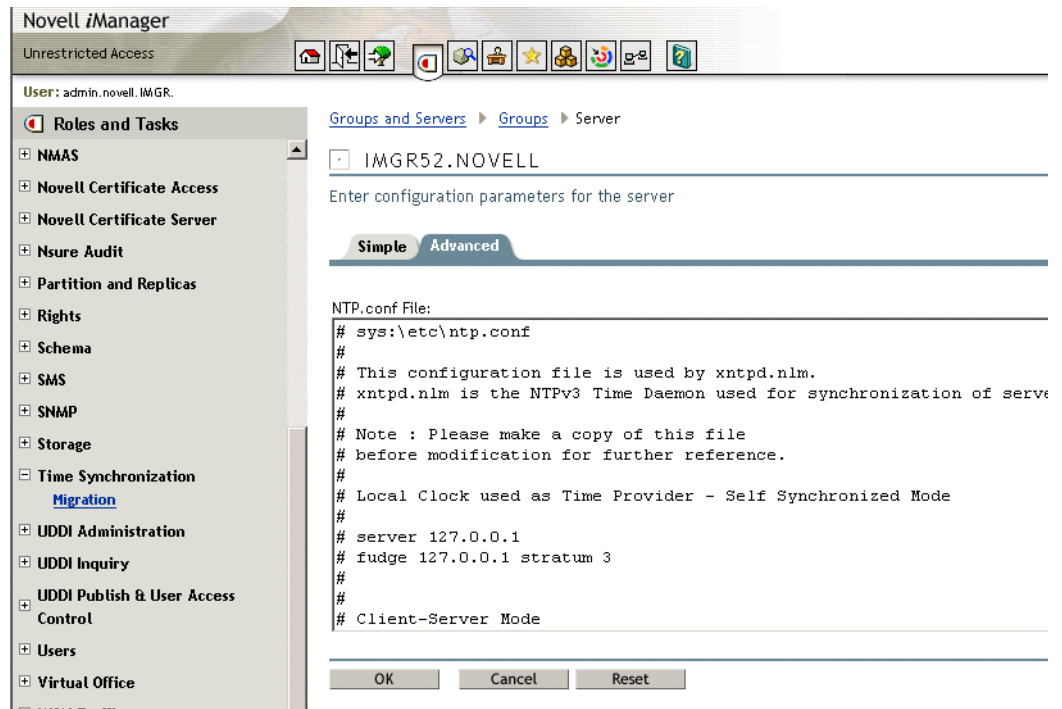 Novell iManager
Unrestricted Access
User: admin.novell.IMGR.
Roles and Tasks
NMAS
Novell Certificate Access
Novell Certificate Server
Nsure Audit
Partition and Replicas
Rights
Schema
SMS
SNMP
Storage
Time Synchronization
Migration
UDDI Administration
UDDI Inquiry
UDDI Publish & User Access
Control
Users
Virtual Office
Groups and Servers Groups Server
IMGR52.NOVELL
Enter configuration parameters for the server
Simple Advanced
NTP.conf File:
# sys:\etc\ntp.conf
#
# This configuration file is used by xntpd.nlm.
# xntpd.nlm is the NTPv3 Time Daemon used for synchronization of serve
#
# Note : Please make a copy of this file
# before modification for further reference.
#
# Local Clock used as Time Provider - Self Synchronized Mode
#
# server 127.0.0.1
# fudge 127.0.0.1 stratum 3
#
#
# Client-Server Mode
OK Cancel Reset